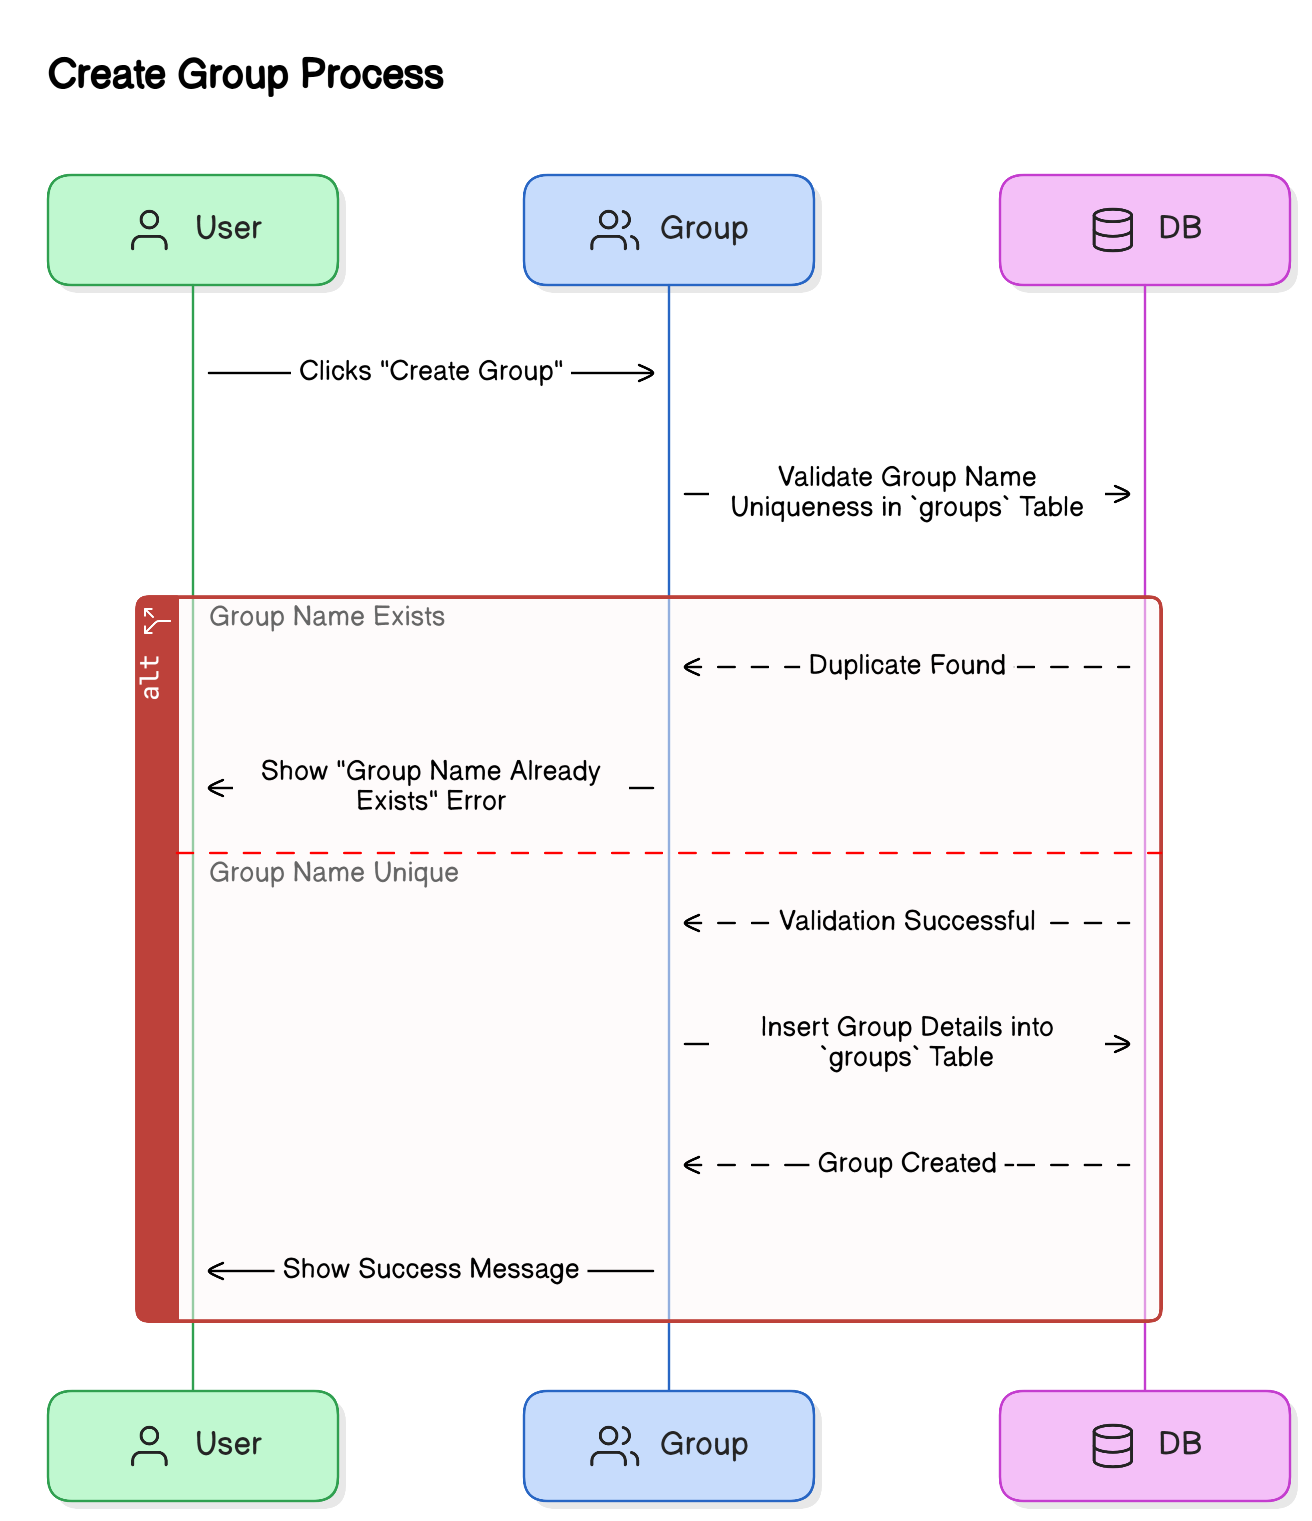 Create Group Process
User
Group
DB
Clicks "Create Group"
Validate Group Name
Uniqueness in `groups` Table
alt
Group Name Exists
Duplicate Found
Show "Group Name Already
Exists" Error
Group Name Unique
Validation Successful
Insert Group Details into
`groups` Table
Group Created
Show Success Message
User
Group
DB